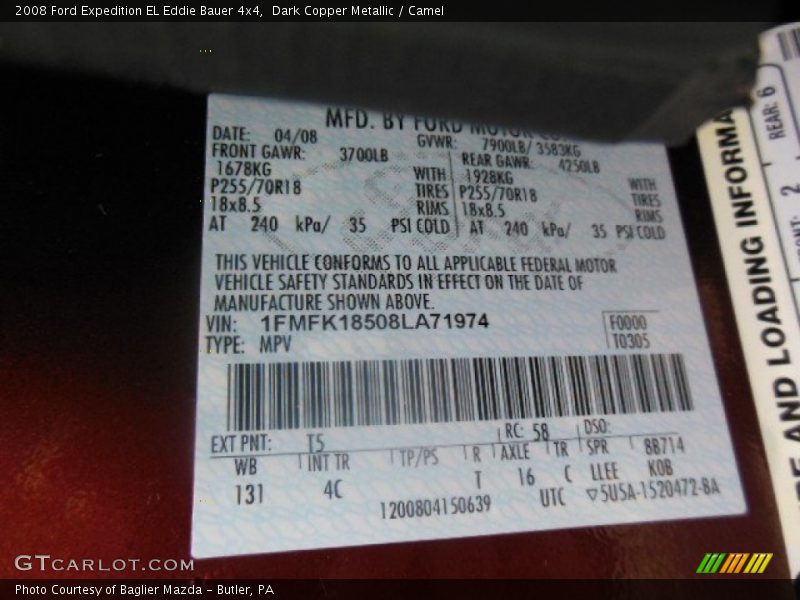 2008 Ford Expedition EL Eddie Bauer 4x4,  Dark Copper Metallic / Camel
MFD. BY FORD MOTOR CO
DATE: 04/08 GVWR: 7900LB/ 3583KG
FRONT GAWR: 3700LB REAR GAWR: 4250LB
1678KG WITH 1928KG WITH
P255/70R18 TIRES P255/70R18 TIRES
18x8.5 RIMS 18x8.5 RIMS
AT 240 kPa/ 35 PSI COLD AT 240 kPa/ 35 PSI COLD
THIS VEHICLE CONFORMS TO ALL APPLICABLE FEDERAL MOTOR
VEHICLE SAFETY STANDARDS IN EFFECT ON THE DATE OF
MANUFACTURE SHOWN ABOVE.
VIN: 1FMFK18508LA71974 F0000
TYPE: MPV T0305
EXT PNT: T5 RC: 58 DSO:
WB INT TR TP/PS R AXLE TR SPR 8B714
131 4C T 16 C LLEE K0B
1200804150639 UTC ▽5U5A-1520472-BA
RE AND LOADING INFORMA
REAR: 6
2
GTCARLOT.COM
Photo Courtesy of Baglier Mazda - Butler, PA